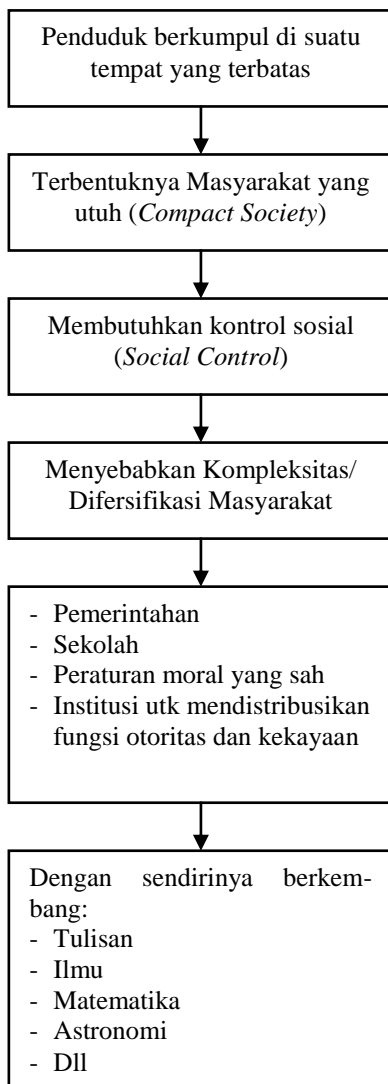 Penduduk berkumpul di suatu
tempat yang terbatas
Terbentuknya Masyarakat yang
utuh (Compact Society)
Membutuhkan kontrol sosial
(Social Control)
Menyebabkan Kompleksitas/
Difersifikasi Masyarakat
- Pemerintahan
- Sekolah
- Peraturan moral yang sah
- Institusi utk mendistribusikan
fungsi otoritas dan kekayaan
Dengan sendirinya berkem-
bang:
- Tulisan
- Ilmu
- Matematika
- Astronomi
- Dll